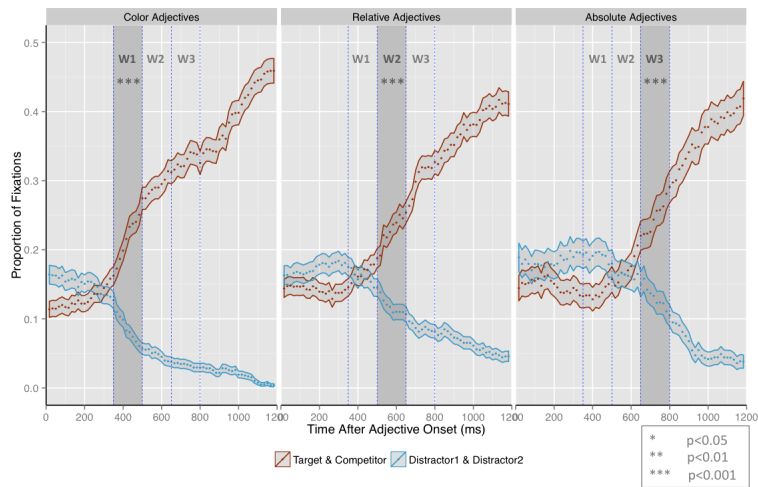 Color Adjectives
Relative Adjectives
Absolute Adjectives
0.5
0.4
0.3
0.2
0.1
0.0
Proportion of Fixations
W1 W2 W3
***
W1 W2 W3
***
W1 W2 W3
***
0 200 400 600 800 1000 1200
0 200 400 600 800 1000 1200
0 200 400 600 800 1000 1200
Time After Adjective Onset (ms)
Target & Competitor Distractor1 & Distractor2
* p<0.05
** p<0.01
*** p<0.001